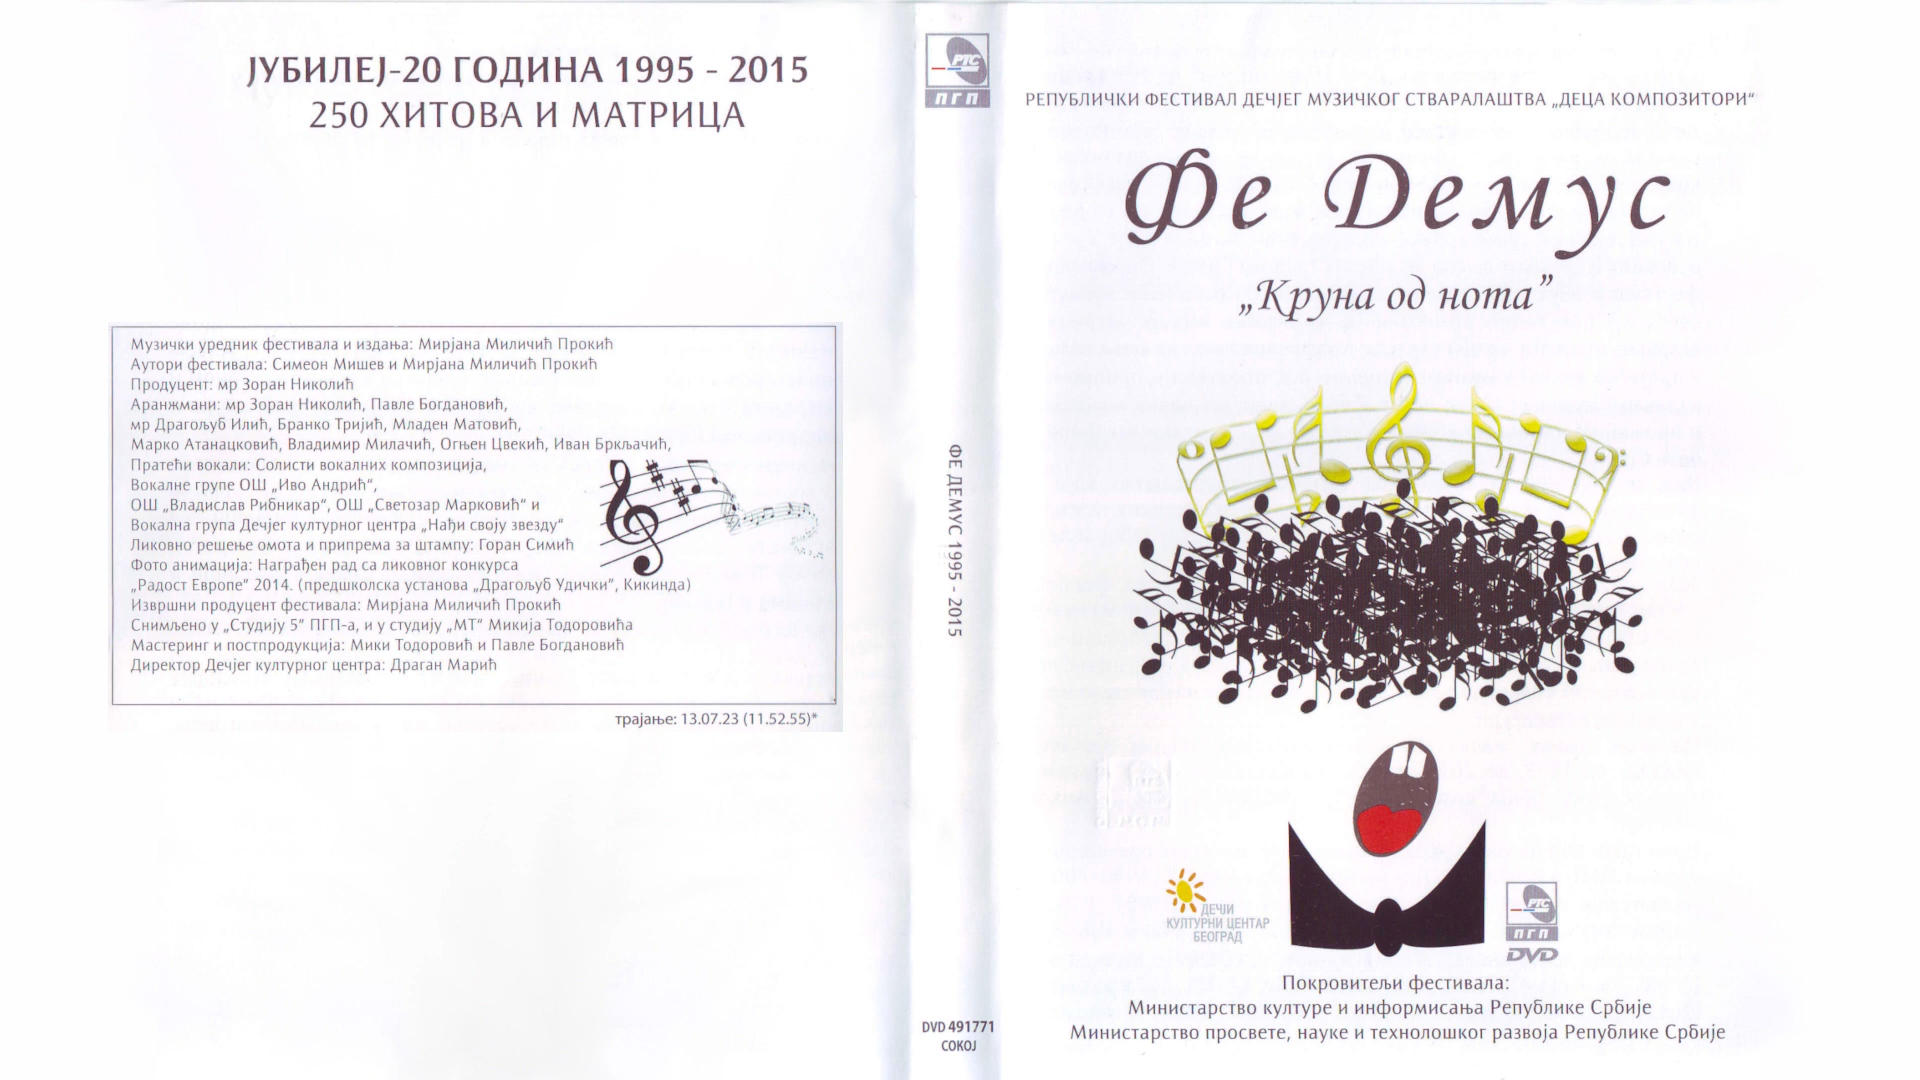 ЈУБИЛЕЈ-20 ГОДИНА 1995 - 2015
250 ХИТОВА И МАТРИЦА
Музички уредник фестивала и издања: Мирјана Миличић Прокић
Аутори фестивала: Симеон Мишев и Мирјана Миличић Прокић
Продуцент: мр Зоран Николић
Аранжмани: мр Зоран Николић, Павле Богдановић,
мр Драгољуб Илић, Бранко Тријић, Младен Матовић,
Марко Атанацковић, Владимир Милачић, Огњен Цвекић, Иван Бркљачић,
Пратећи вокали: Солисти вокалних композиција,
Вокалне групе ОШ „Иво Андрић“,
ОШ „Владислав Рибникар“, ОШ „Светозар Марковић“ и
Вокална група Дечјег културног центра „Нађи своју звезду“
Ликовно решење омота и припрема за штампу: Горан Симић
Фото анимација: Награђен рад са ликовног конкурса
„Радост Европе” 2014. (предшколска установа „Драгољуб Удички”, Кикинда)
Извршни продуцент фестивала: Мирјана Миличић Прокић
Снимљено у „Студију 5” ПГП-а, и у студију „МТ“ Микија Тодоровића
Мастеринг и постпродукција: Мики Тодоровић и Павле Богдановић
Директор Дечјег културног центра: Драган Марић
трајање: 13.07.23 (11.52.55)*
РТС
ПГП
ФЕ ДЕМУС 1995 - 2015
DVD 491771
СОКОЈ
РЕПУБЛИЧКИ ФЕСТИВАЛ ДЕЧЈЕГ МУЗИЧКОГ СТВАРАЛАШТВА „ДЕЦА КОМПОЗИТОРИ“
Фе Демус
„Круна од нота”
ДЕЧЈИ
КУЛТУРНИ ЦЕНТАР
БЕОГРАД
РТС
ПГП
DVD
Покровитељи фестивала:
Министарство културе и информисања Републике Србије
Министарство просвете, науке и технолошког развоја Републике Србије